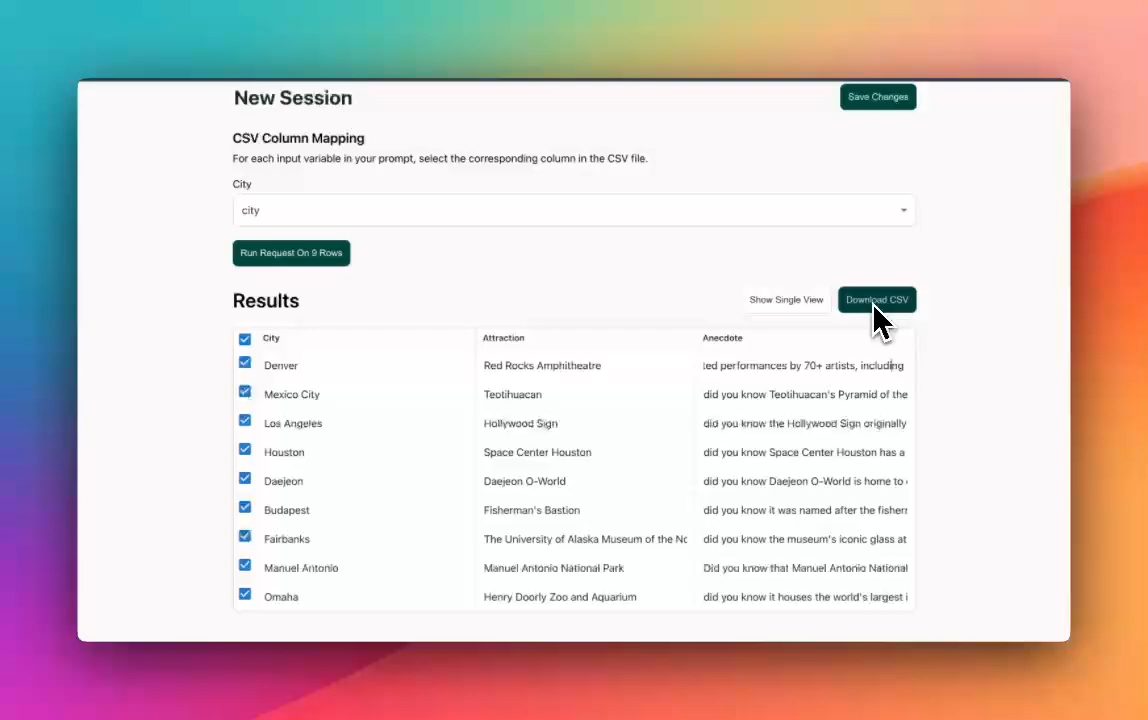 New Session
Save Changes
CSV Column Mapping
For each input variable in your prompt, select the corresponding column in the CSV file.
City
city
Run Request On 9 Rows
Results
Show Single View
Download CSV
City Attraction Anecdote
Denver Red Rocks Amphitheatre ted performances by 70+ artists, including
Mexico City Teotihuacan did you know Teotihuacan's Pyramid of the
Los Angeles Hollywood Sign did you know the Hollywood Sign originally
Houston Space Center Houston did you know Space Center Houston has a
Daejeon Daejeon O-World did you know Daejeon O-World is home to
Budapest Fisherman's Bastion did you know it was named after the fisherr
Fairbanks The University of Alaska Museum of the Nc did you know the museum's iconic glass at
Manuel Antonio Manuel Antonio National Park Did you know that Manuel Antonio National
Omaha Henry Doorly Zoo and Aquarium did you know it houses the world's largest i